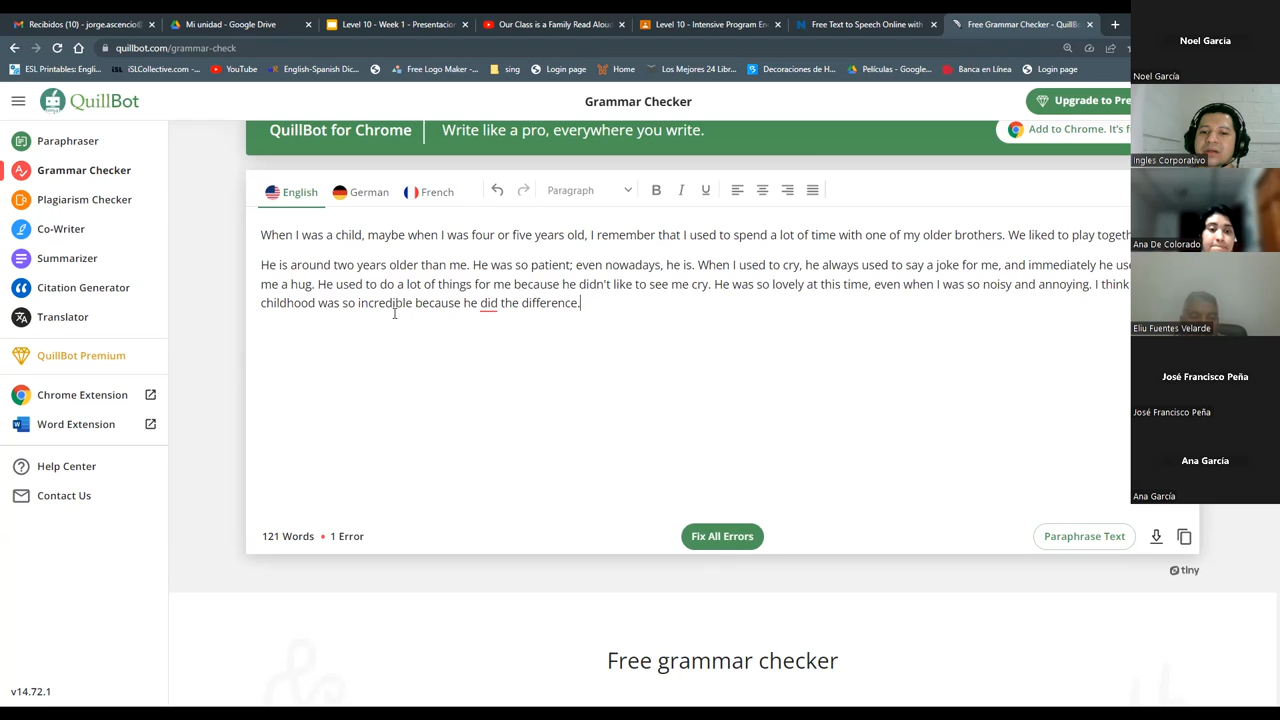 Recibidos (10) - jorge.ascencio
Mi unidad - Google Drive
Level 10 - Week 1 - Presentacion
Our Class is a Family Read Alou
Level 10 - Intensive Program En
Free Text to Speech Online with
Free Grammar Checker - QuillBot
quillbot.com/grammar-check
ESL Printables: Engli...
iSLCollective.com -...
YouTube
English-Spanish Dic...
Free Logo Maker -...
sing
Login page
Home
Los Mejores 24 Libr...
Decoraciones de H...
Películas - Google...
Banca en Línea
Login page
QuillBot
Grammar Checker
Upgrade to Pre
Paraphraser
Grammar Checker
Plagiarism Checker
Co-Writer
Summarizer
Citation Generator
Translator
QuillBot Premium
Chrome Extension
Word Extension
Help Center
Contact Us
v14.72.1
QuillBot for Chrome
Write like a pro, everywhere you write.
Add to Chrome. It's f
English
German
French
Paragraph
B I U
When I was a child, maybe when I was four or five years old, I remember that I used to spend a lot of time with one of my older brothers. We liked to play togeth
He is around two years older than me. He was so patient; even nowadays, he is. When I used to cry, he always used to say a joke for me, and immediately he use
me a hug. He used to do a lot of things for me because he didn't like to see me cry. He was so lovely at this time, even when I was so noisy and annoying. I think
childhood was so incredible because he did the difference.
121 Words • 1 Error
Fix All Errors
Paraphrase Text
tiny
Free grammar checker
Noel García
Noel García
Ingles Corporativo
Ana De Colorado
Eliu Fuentes Velarde
José Francisco Peña
José Francisco Peña
Ana García
Ana García